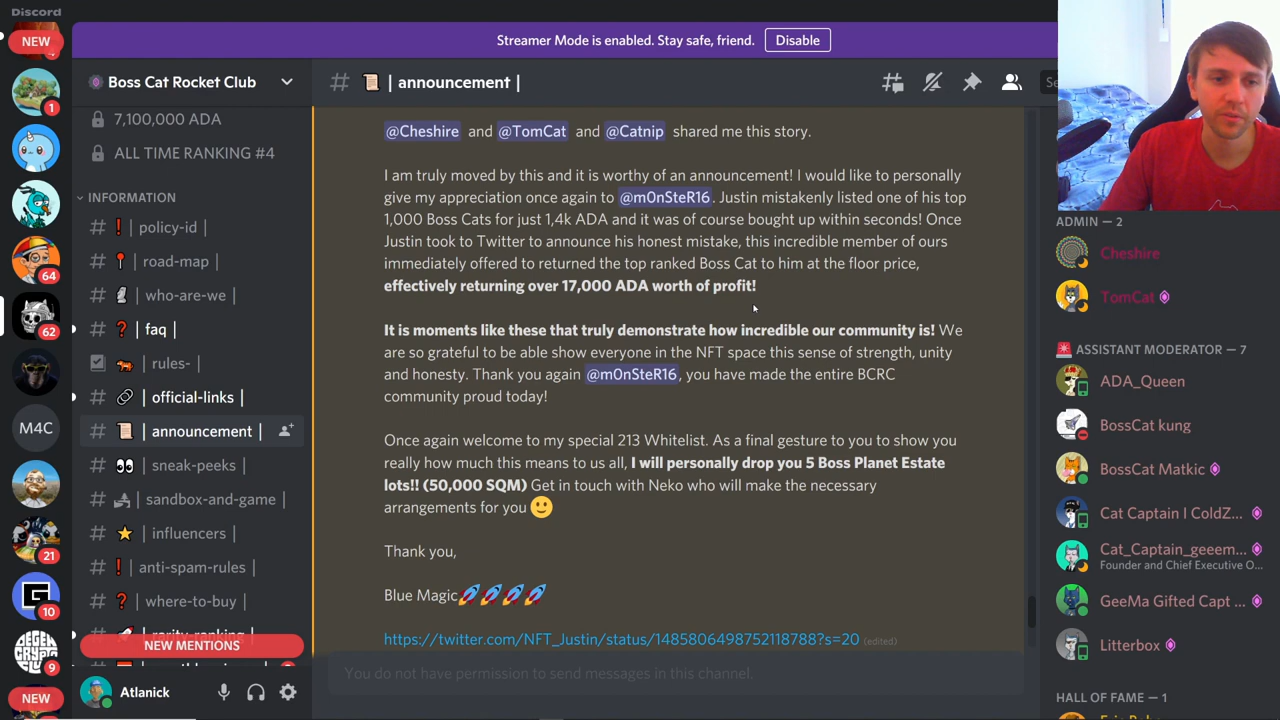 Discord
Streamer Mode is enabled. Stay safe, friend.
Disable
NEW
1
64
62
M4C
21
10
9
NEW
Boss Cat Rocket Club
7,100,000 ADA
ALL TIME RANKING #4
INFORMATION
# ❗ | policy-id |
# 📍 | road-map |
# | who-are-we |
# ❓ | faq |
| rules- |
# 🔗 | official-links |
# 📜 | announcement |
# 👀 | sneak-peeks |
# | sandbox-and-game |
# ⭐ | influencers |
# ❗ | anti-spam-rules |
# ❓ | where-to-buy |
# 🚀 | rarity-ranking |
NEW MENTIONS
Atlanick
# 📜 | announcement |
Se
@Cheshire and @TomCat and @Catnip shared me this story.
I am truly moved by this and it is worthy of an announcement! I would like to personally
give my appreciation once again to @m0nSteR16. Justin mistakenly listed one of his top
1,000 Boss Cats for just 1,4k ADA and it was of course bought up within seconds! Once
Justin took to Twitter to announce his honest mistake, this incredible member of ours
immediately offered to returned the top ranked Boss Cat to him at the floor price,
effectively returning over 17,000 ADA worth of profit!
It is moments like these that truly demonstrate how incredible our community is! We
are so grateful to be able show everyone in the NFT space this sense of strength, unity
and honesty. Thank you again @m0nSteR16, you have made the entire BCRC
community proud today!
Once again welcome to my special 213 Whitelist. As a final gesture to you to show you
really how much this means to us all, I will personally drop you 5 Boss Planet Estate
lots!! (50,000 SQM) Get in touch with Neko who will make the necessary
arrangements for you 🙂
Thank you,
Blue Magic🚀🚀🚀🚀
https://twitter.com/NFT_Justin/status/1485806498752118788?s=20 (edited)
You do not have permission to send messages in this channel.
ADMIN — 2
Cheshire
TomCat
🚨 ASSISTANT MODERATOR — 7
ADA_Queen
BossCat kung
BossCat Matkic
Cat Captain I ColdZ...
Cat_Captain_geeem...
Founder and Chief Executive O...
GeeMa Gifted Capt ...
Litterbox
HALL OF FAME — 1